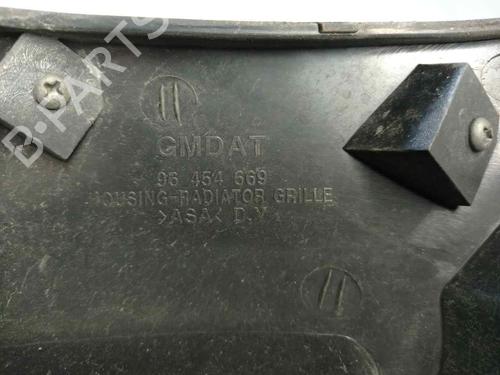 GMDAT
96 454 669
HOUSING-RADIATOR GRILLE
>ASA< D.Y
B-PARTS